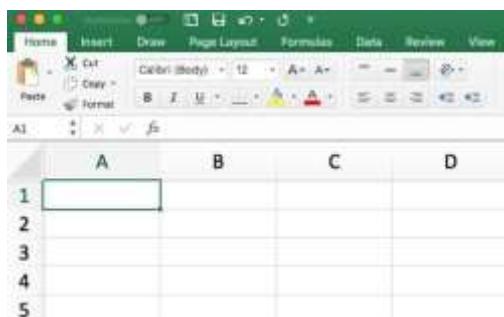 Home Insert Draw Page Layout Formulas Data Review View
Paste
Cut
Copy
Format
Calibri (Body) 12 A A
B I U A
A1 fx
A B C D
1
2
3
4
5